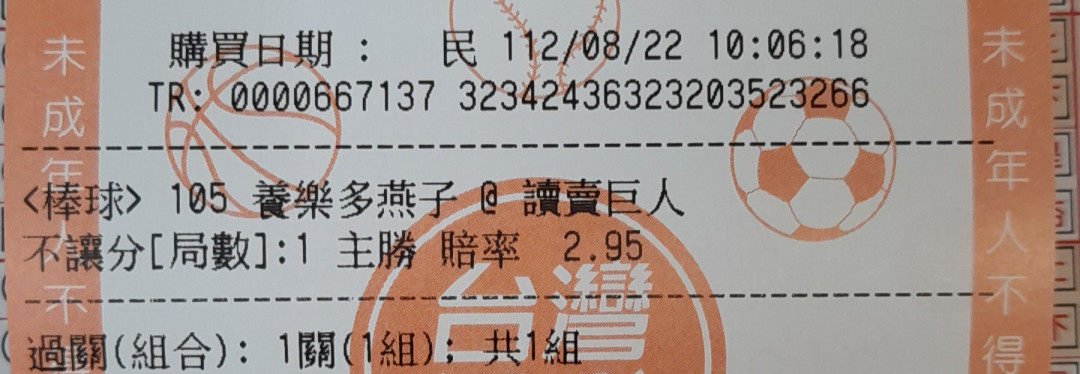 購買日期 : 民 112/08/22 10:06:18
TR: 0000667137 323424363232035232​66
<棒球> 105 養樂多燕子 @ 讀賣巨人
不讓分[局數]:1 主勝 賠率 2.95
過關(組合): 1關(1組); 共1組
台灣
未成年人不
未成年人不得